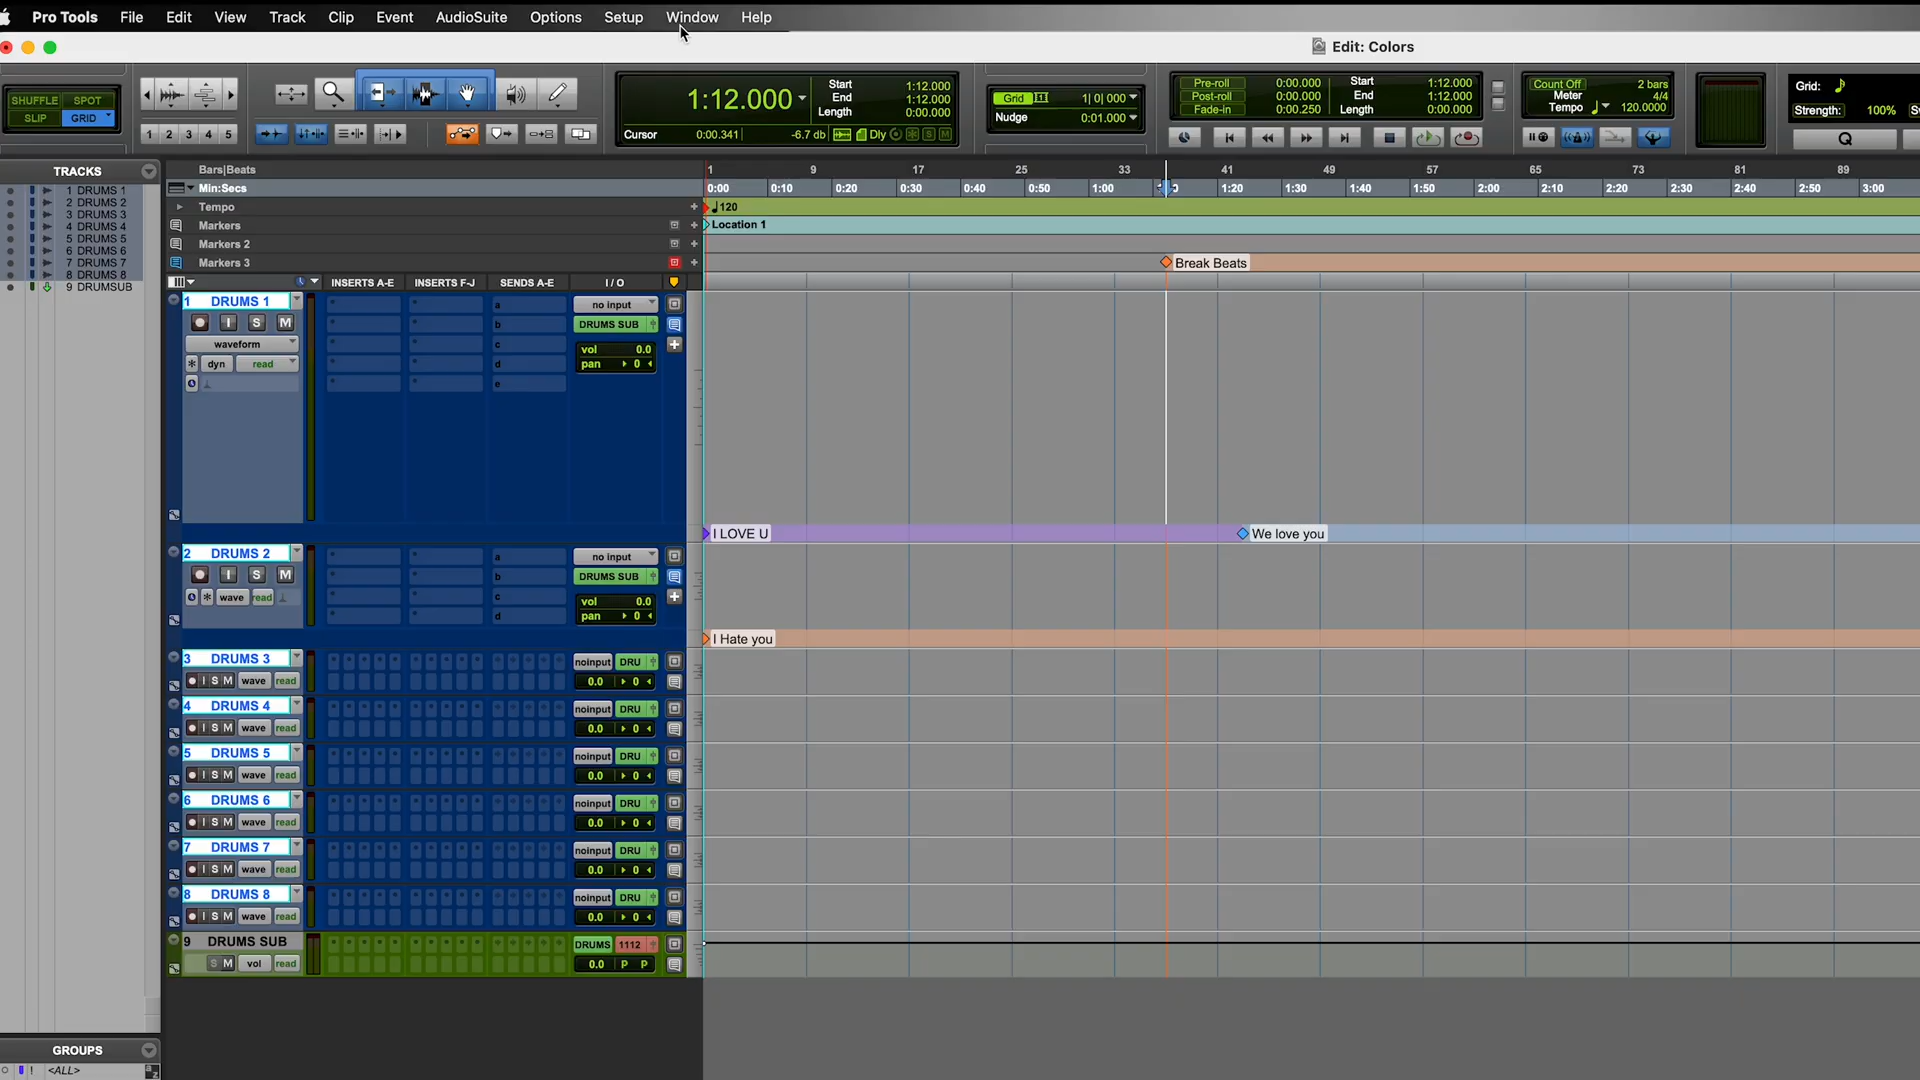 Pro Tools File Edit View Track Clip Event AudioSuite Options Setup Window Help
Edit: Colors
SHUFFLE SPOT
SLIP GRID
1 2 3 4 5
1:12.000
Start 1:12.000
End 1:12.000
Length 0:00.000
Cursor 0:00.341 -6.7 db Dly S M
Grid 1| 0| 000
Nudge 0:01.000
Pre-roll 0:00.000 Start 1:12.000
Post-roll 0:00.000 End 1:12.000
Fade-in 0:00.250 Length 0:00.000
Count Off 2 bars
Meter 4/4
Tempo 120.0000
Grid:
Strength: 100%
Q
TRACKS
1 DRUMS 1
2 DRUMS 2
3 DRUMS 3
4 DRUMS 4
5 DRUMS 5
6 DRUMS 6
7 DRUMS 7
8 DRUMS 8
9 DRUMSUB
Bars|Beats 1 9 17 25 33 41 49 57 65 73 81 89
Min:Secs 0:00 0:10 0:20 0:30 0:40 0:50 1:00 1:20 1:30 1:40 1:50 2:00 2:10 2:20 2:30 2:40 2:50 3:00
Tempo + 120
Markers + Location 1
Markers 2 +
Markers 3 + Break Beats
INSERTS A-E INSERTS F-J SENDS A-E I / O
1 DRUMS 1 a no input
I S M b DRUMS SUB
waveform c vol 0.0
dyn read d pan 0
e
I LOVE U We love you
2 DRUMS 2 a no input
I S M b DRUMS SUB
wave read c vol 0.0
d pan 0
I Hate you
3 DRUMS 3 noinput DRU
I S M wave read 0.0 0
4 DRUMS 4 noinput DRU
I S M wave read 0.0 0
5 DRUMS 5 noinput DRU
I S M wave read 0.0 0
6 DRUMS 6 noinput DRU
I S M wave read 0.0 0
7 DRUMS 7 noinput DRU
I S M wave read 0.0 0
8 DRUMS 8 noinput DRU
I S M wave read 0.0 0
9 DRUMS SUB DRUMS 1112
S M vol read 0.0 P P
GROUPS
! <ALL> a z